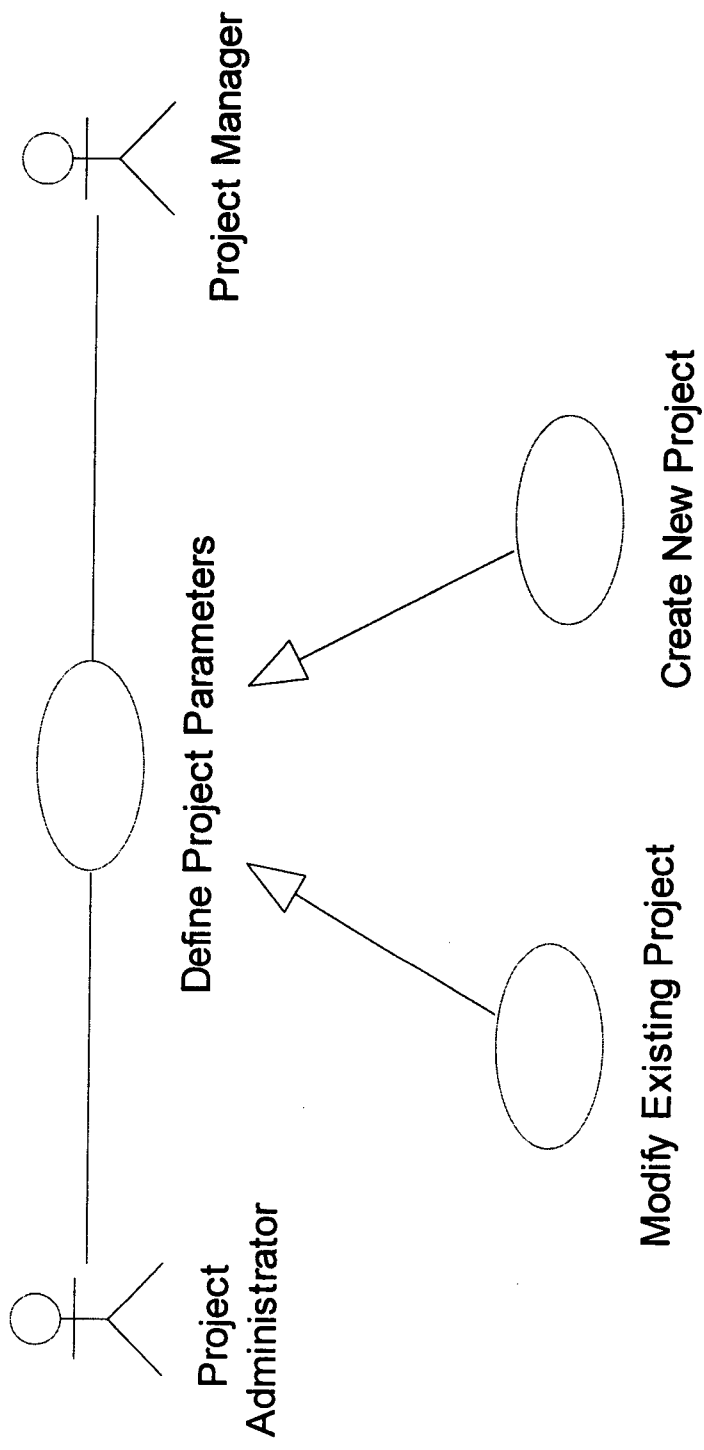 Project
Administrator
Define Project Parameters
Project Manager
Modify Existing Project
Create New Project